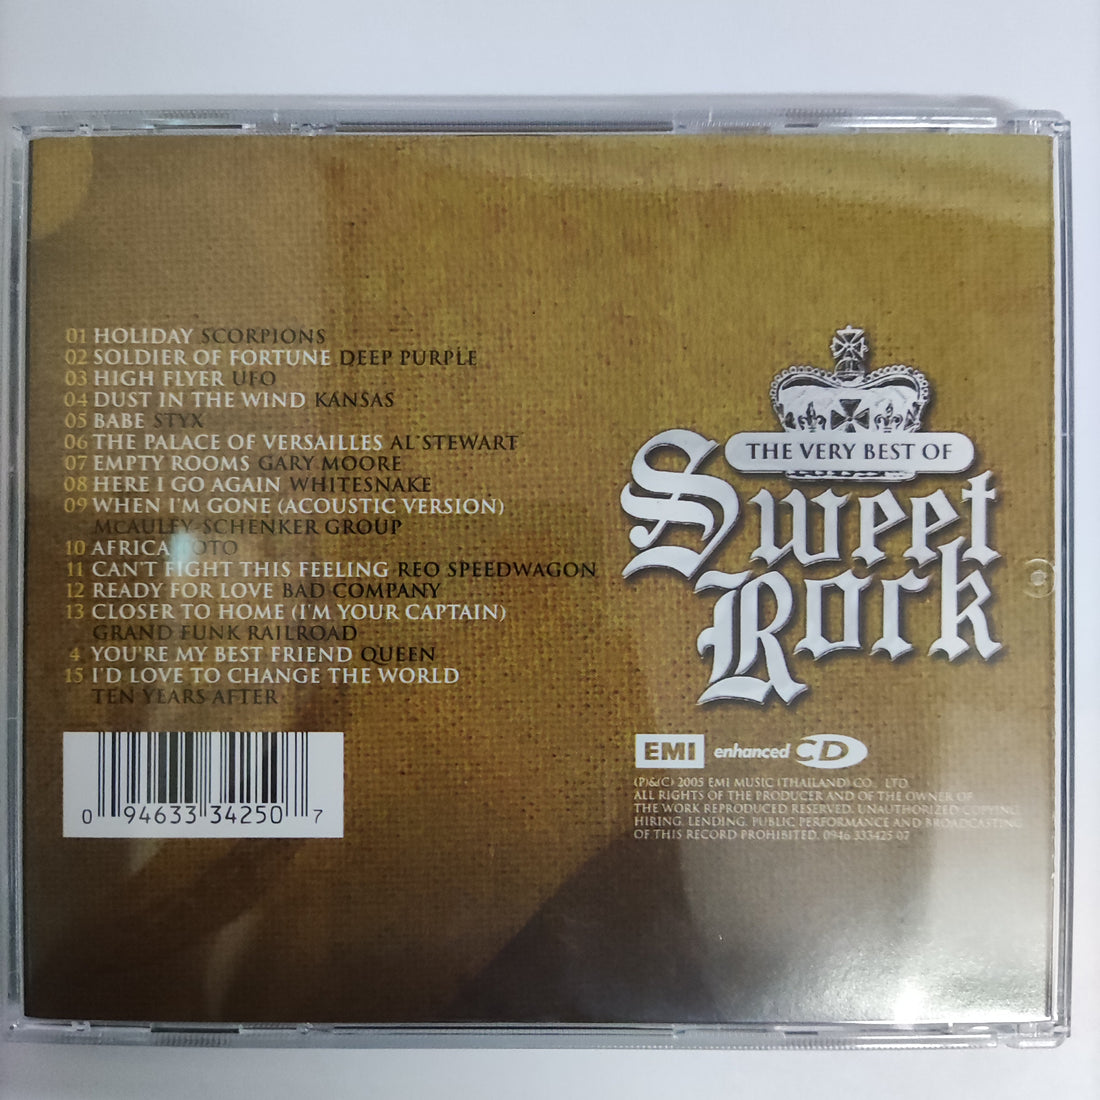 01 HOLIDAY SCORPIONS
02 SOLDIER OF FORTUNE DEEP PURPLE
03 HIGH FLYER UFO
04 DUST IN THE WIND KANSAS
05 BABE STYX
06 THE PALACE OF VERSAILLES AL STEWART
07 EMPTY ROOMS GARY MOORE
08 HERE I GO AGAIN WHITESNAKE
09 WHEN I'M GONE (ACOUSTIC VERSION)
MCAULEY-SCHENKER GROUP
10 AFRICA TOTO
11 CAN'T FIGHT THIS FEELING REO SPEEDWAGON
12 READY FOR LOVE BAD COMPANY
13 CLOSER TO HOME (I'M YOUR CAPTAIN)
GRAND FUNK RAILROAD
4 YOU'RE MY BEST FRIEND QUEEN
15 I'D LOVE TO CHANGE THE WORLD
TEN YEARS AFTER
0 94633 34250 7
THE VERY BEST OF
Sweet
Rock
EMI enhanced CD
(P)&(C) 2005 EMI MUSIC (THAILAND) CO., LTD.
ALL RIGHTS OF THE PRODUCER AND OF THE OWNER OF
THE WORK REPRODUCED RESERVED. UNAUTHORIZED COPYING,
HIRING, LENDING, PUBLIC PERFORMANCE AND BROADCASTING
OF THIS RECORD PROHIBITED. 0946 333425 07